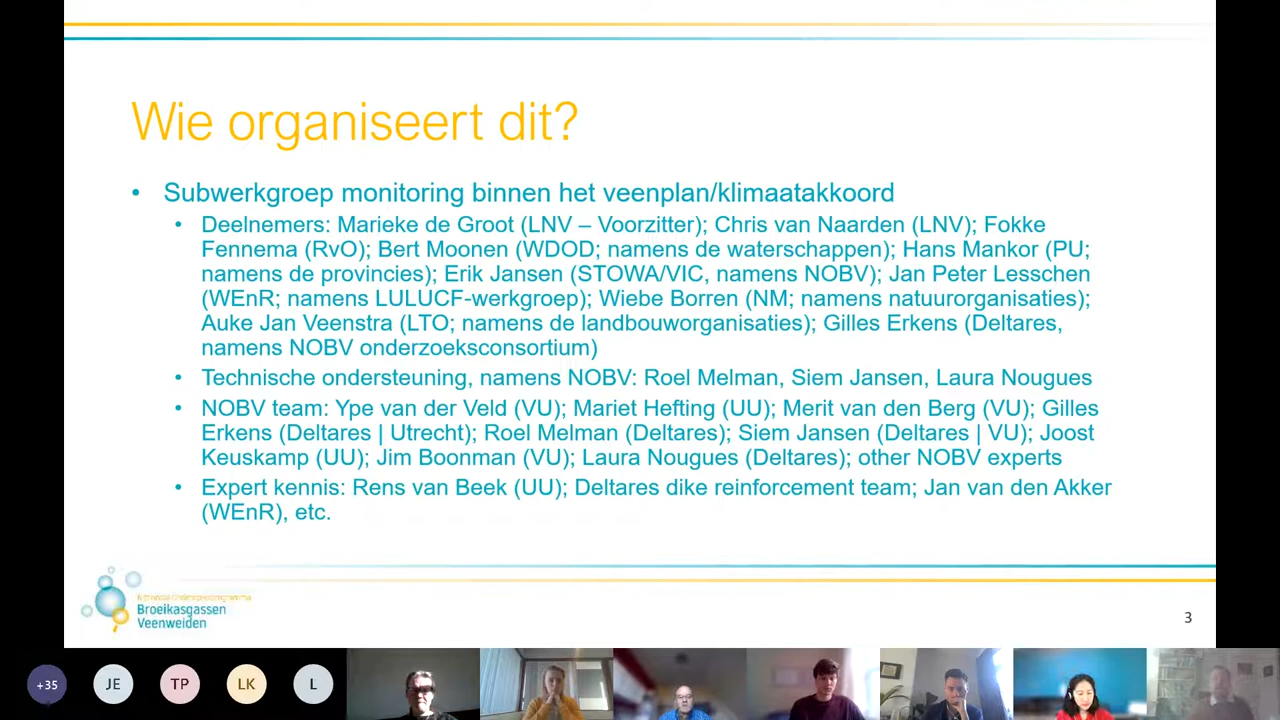 Wie organiseert dit?
• Subwerkgroep monitoring binnen het veenplan/klimaatakkoord
• Deelnemers: Marieke de Groot (LNV – Voorzitter); Chris van Naarden (LNV); Fokke
Fennema (RvO); Bert Moonen (WDOD; namens de waterschappen); Hans Mankor (PU;
namens de provincies); Erik Jansen (STOWA/VIC, namens NOBV); Jan Peter Lesschen
(WEnR; namens LULUCF-werkgroep); Wiebe Borren (NM; namens natuurorganisaties);
Auke Jan Veenstra (LTO; namens de landbouworganisaties); Gilles Erkens (Deltares,
namens NOBV onderzoeksconsortium)
• Technische ondersteuning, namens NOBV: Roel Melman, Siem Jansen, Laura Nougues
• NOBV team: Ype van der Veld (VU); Mariet Hefting (UU); Merit van den Berg (VU); Gilles
Erkens (Deltares | Utrecht); Roel Melman (Deltares); Siem Jansen (Deltares | VU); Joost
Keuskamp (UU); Jim Boonman (VU); Laura Nougues (Deltares); other NOBV experts
• Expert kennis: Rens van Beek (UU); Deltares dike reinforcement team; Jan van den Akker
(WEnR), etc.
Broeikasgassen
Veenweiden
3
+35
JE
TP
LK
L